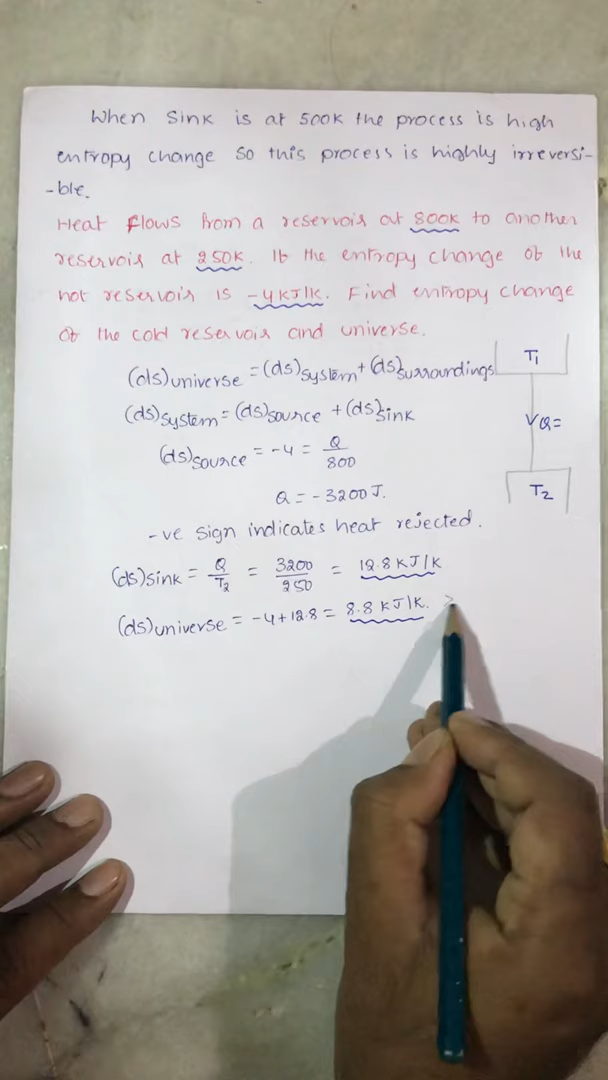 When Sink is at 500K the process is high
entropy change so this process is highly irreversi-
-ble.
Heat Flows from a reservoir at 800K to another
reservoir at 250K. If the entropy change of the
hot reservoir is -4KJ/K. Find entropy change
of the cold reservoir and universe.
(ds)universe = (ds)system + (ds)surroundings
(ds)system = (ds)source + (ds)sink
(ds)source = -4 = Q/800
Q = -3200J.
-ve sign indicates heat rejected.
(ds)sink = Q/T2 = 3200/250 = 12.8 KJ/K
(ds)universe = -4+12.8 = 8.8 KJ/K. >
T1
Q=
T2